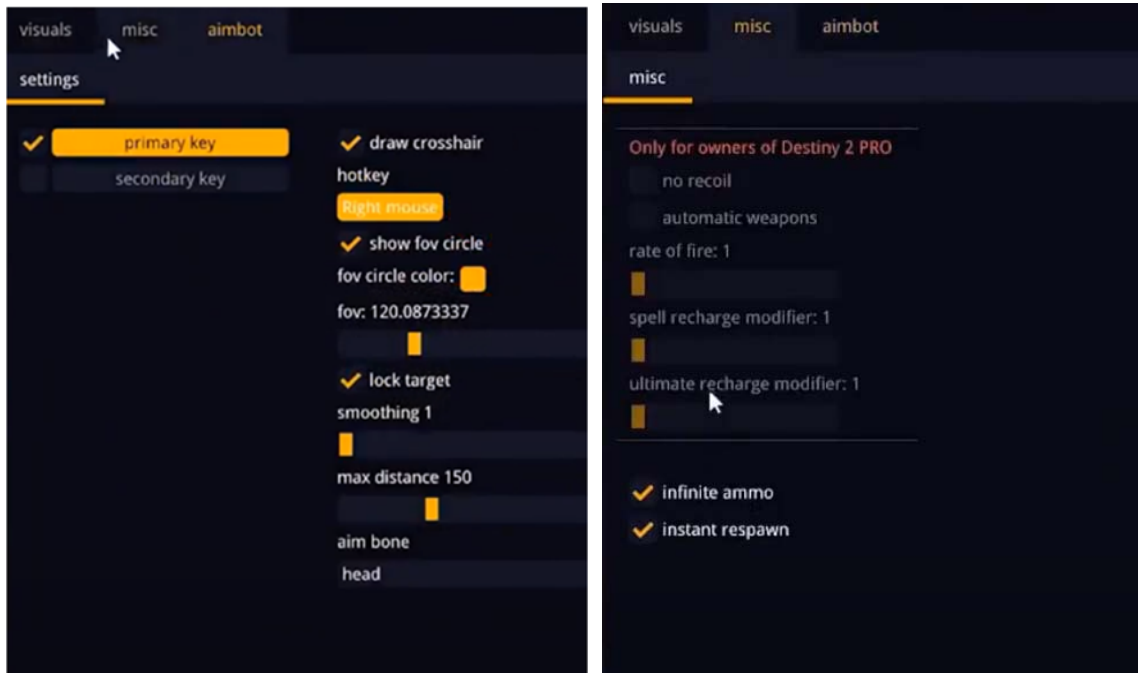 visuals misc aimbot
settings
primary key
secondary key
draw crosshair
hotkey
Right mouse
show fov circle
fov circle color:
fov: 120.0873337
lock target
smoothing 1
max distance 150
aim bone
head
visuals misc aimbot
misc
Only for owners of Destiny 2 PRO
no recoil
automatic weapons
rate of fire: 1
spell recharge modifier: 1
ultimate recharge modifier: 1
infinite ammo
instant respawn